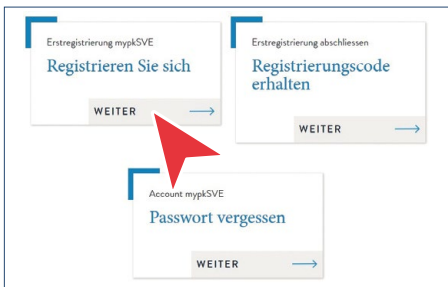 Erstregistrierung mypkSVE
Registrieren Sie sich
WEITER
Erstregistrierung abschliessen
Registrierungscode
erhalten
WEITER
Account mypkSVE
Passwort vergessen
WEITER